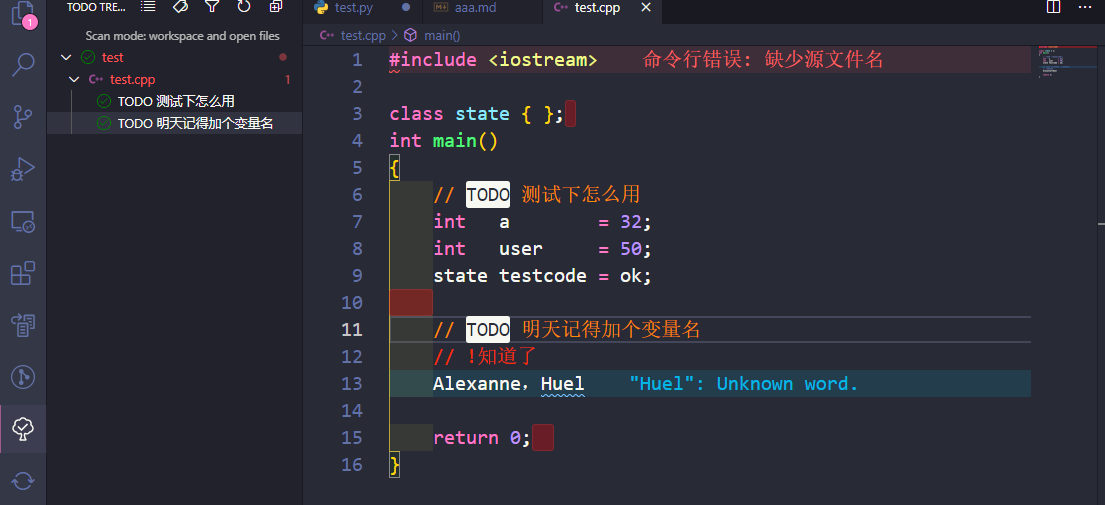 TODO TRE...
test.py
aaa.md
test.cpp
Scan mode: workspace and open files
test
test.cpp 1
TODO 测试下怎么用
TODO 明天记得加个变量名
1
test.cpp > main()
1 #include <iostream> 命令行错误: 缺少源文件名
2
3 class state { };
4 int main()
5 {
6 // TODO 测试下怎么用
7 int a = 32;
8 int user = 50;
9 state testcode = ok;
10
11 // TODO 明天记得加个变量名
12 // !知道了
13 Alexanne，Huel "Huel": Unknown word.
14
15 return 0;
16 }